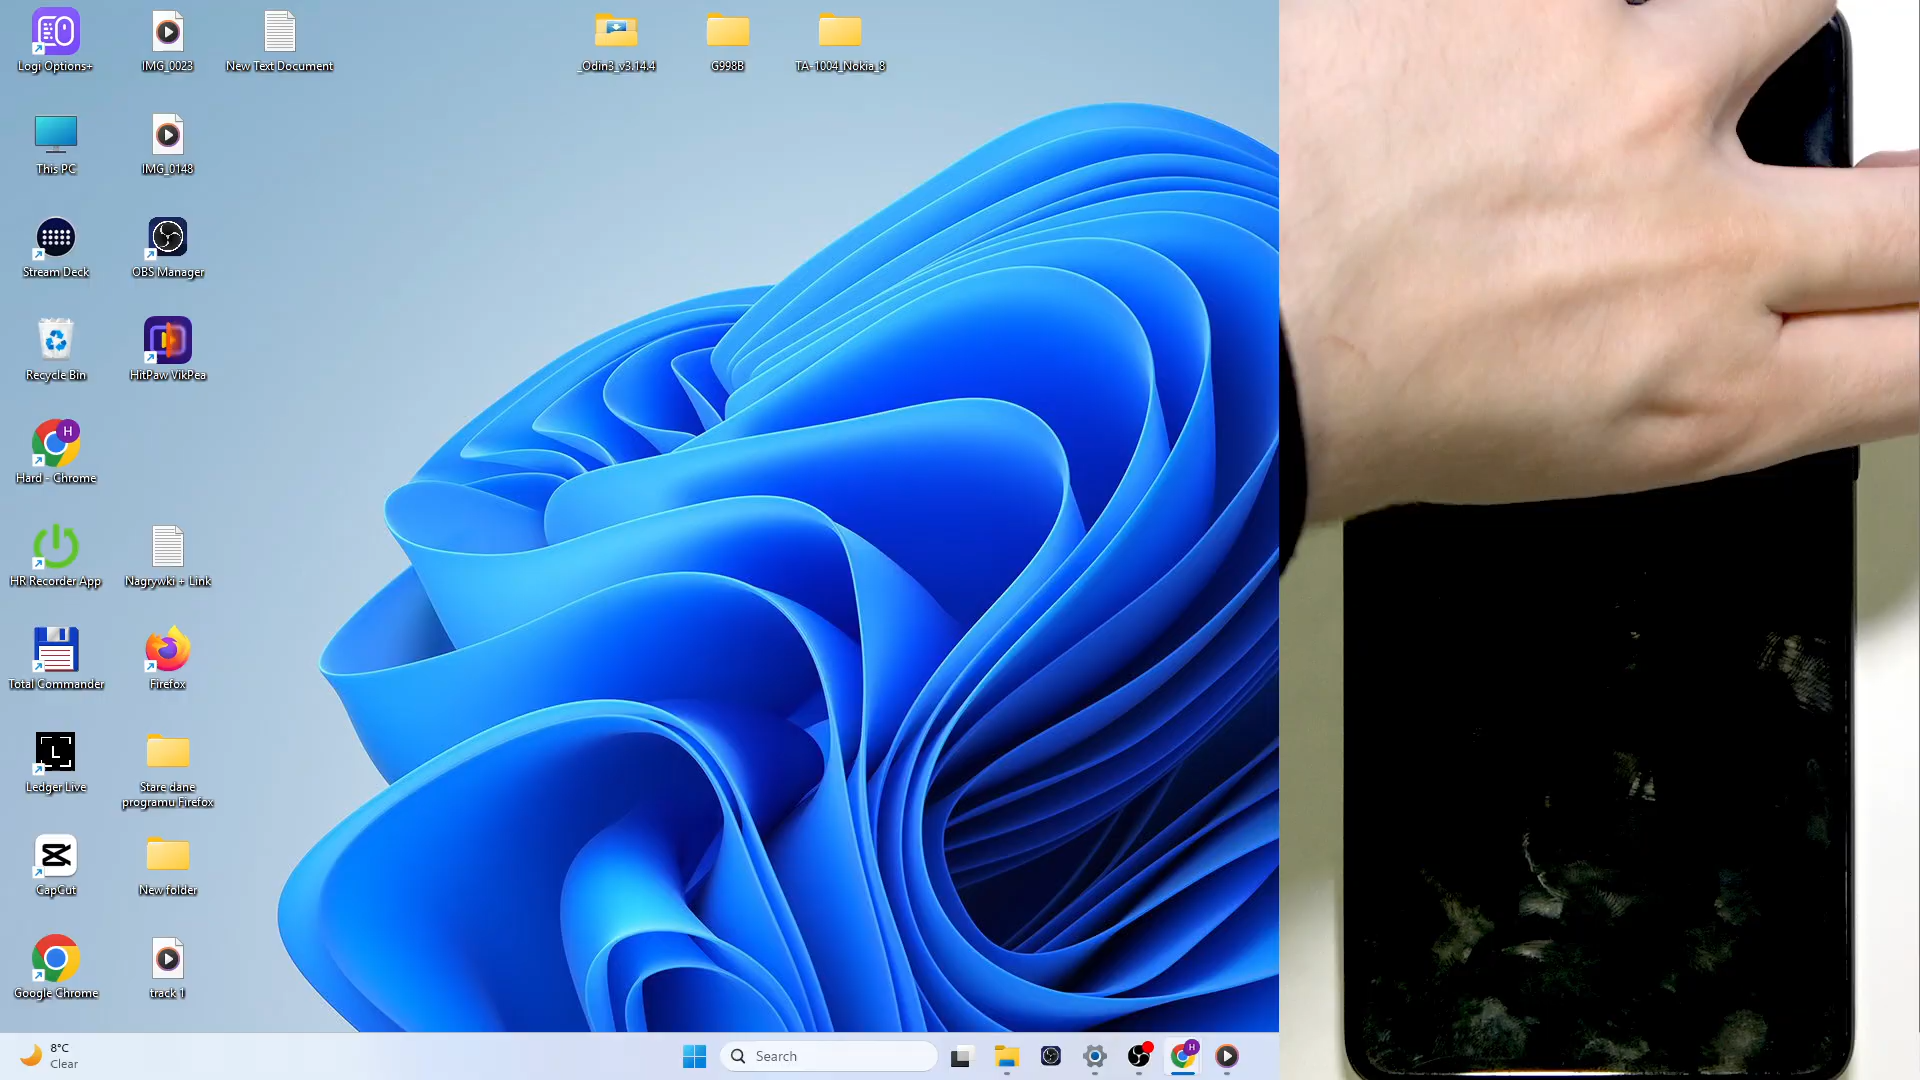 Logi Options+
IMG_0023
New Text Document
_Odin3_v3.14.4
G998B
TA-1004_Nokia_8
This PC
IMG_0148
Stream Deck
OBS Manager
Recycle Bin
HitPaw VikPea
H
Hard - Chrome
HR Recorder App
Nagrywki + Link
Total Commander
Firefox
L
Ledger Live
Stare dane
programu Firefox
CapCut
New folder
Google Chrome
track 1
8°C
Clear
Search
H